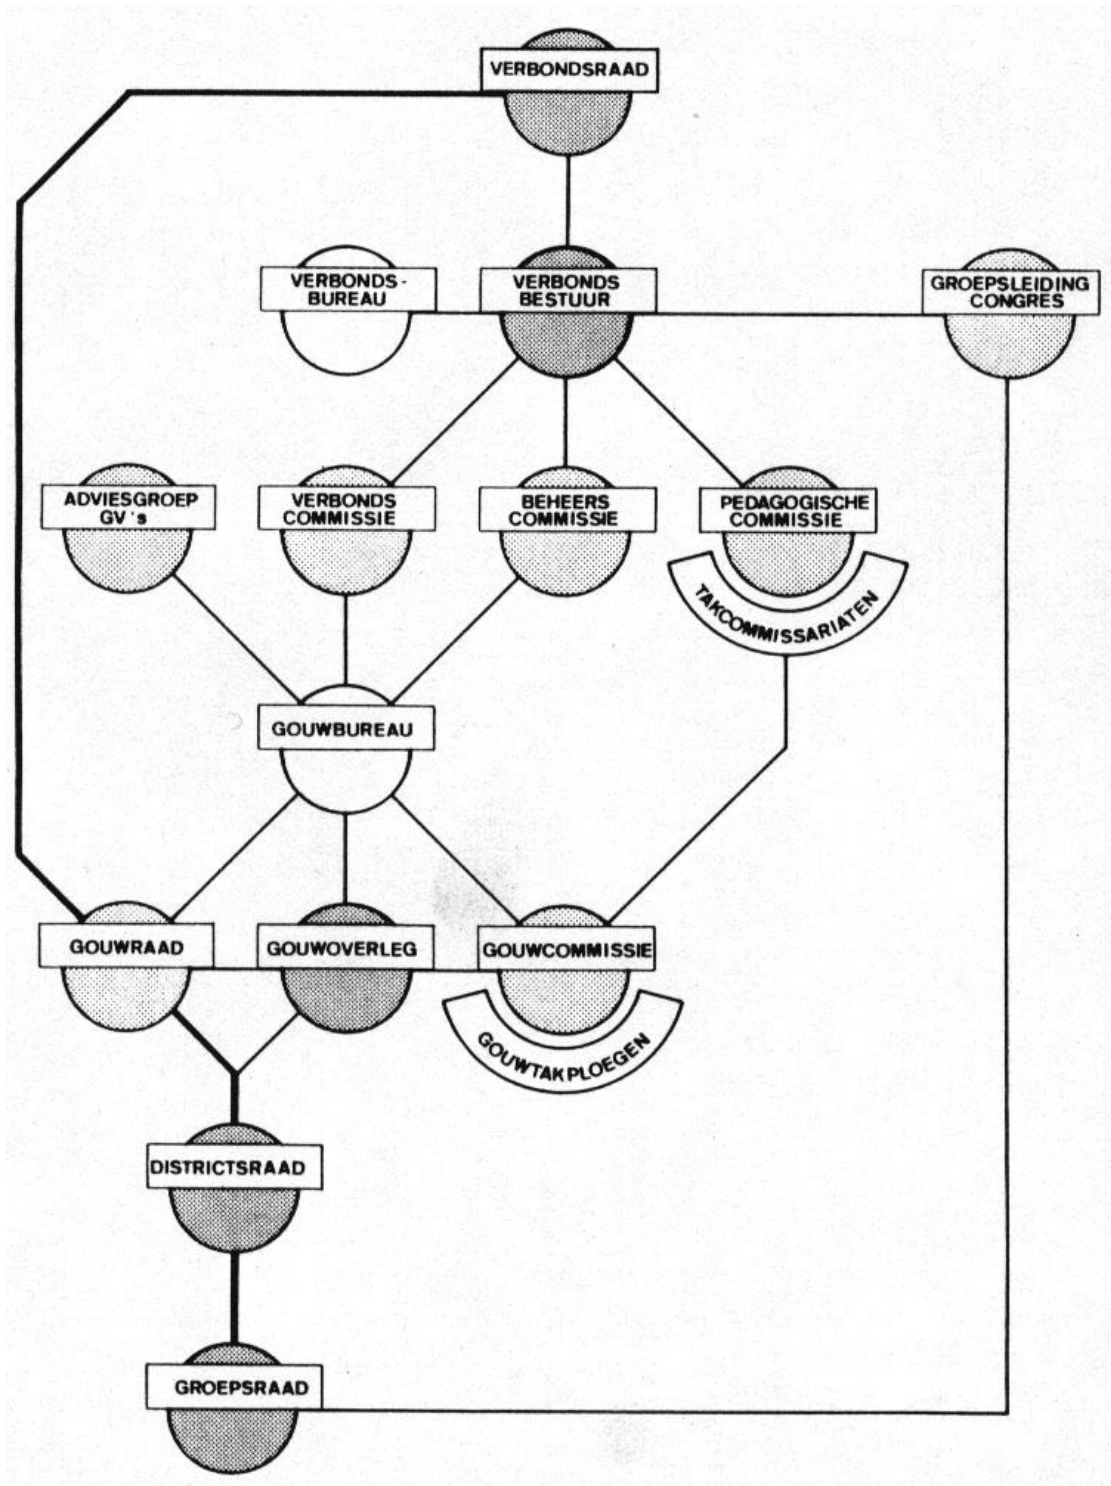 VERBONDSRAAD
VERBONDS-
BUREAU
VERBONDS
BESTUUR
GROEPSLEIDING
CONGRES
ADVIESGROEP
GV's
VERBONDS
COMMISSIE
BEHEERS
COMMISSIE
PEDAGOGISCHE
COMMISSIE
TAKCOMMISSARIATEN
GOUWBUREAU
GOUWRAAD
GOUWOVERLEG
GOUWCOMMISSIE
GOUWTAKPLOEGEN
DISTRICTSRAAD
GROEPSRAAD